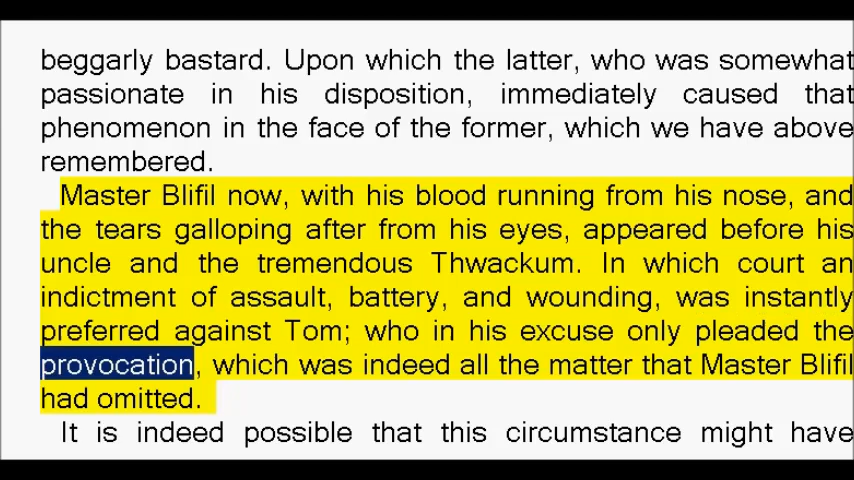 beggarly bastard. Upon which the latter, who was somewhat
passionate in his disposition, immediately caused that
phenomenon in the face of the former, which we have above
remembered.
Master Blifil now, with his blood running from his nose, and
the tears galloping after from his eyes, appeared before his
uncle and the tremendous Thwackum. In which court an
indictment of assault, battery, and wounding, was instantly
preferred against Tom; who in his excuse only pleaded the
provocation, which was indeed all the matter that Master Blifil
had omitted.
It is indeed possible that this circumstance might have